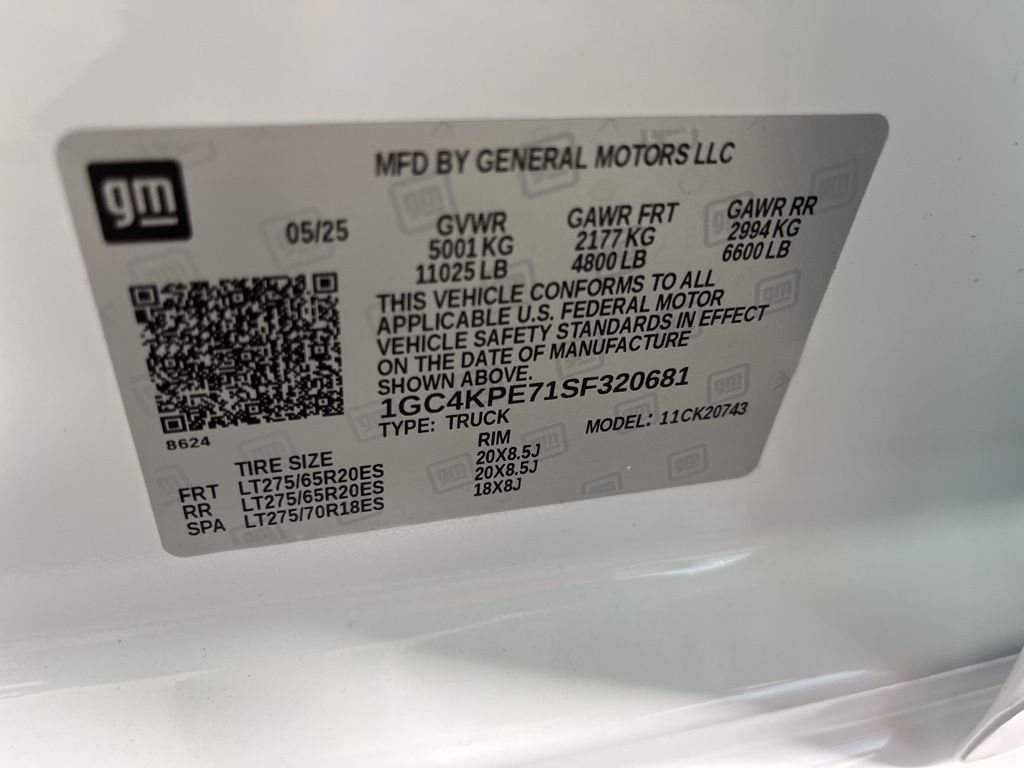 gm
MFD BY GENERAL MOTORS LLC
05/25
GVWR
5001 KG
11025 LB
GAWR FRT
2177 KG
4800 LB
GAWR RR
2994 KG
6600 LB
THIS VEHICLE CONFORMS TO ALL
APPLICABLE U.S. FEDERAL MOTOR
VEHICLE SAFETY STANDARDS IN EFFECT
ON THE DATE OF MANUFACTURE
SHOWN ABOVE.
1GC4KPE71SF320681
TYPE: TRUCK
MODEL: 11CK20743
8624
TIRE SIZE RIM
FRT LT275/65R20ES 20X8.5J
RR LT275/65R20ES 20X8.5J
SPA LT275/70R18ES 18X8J